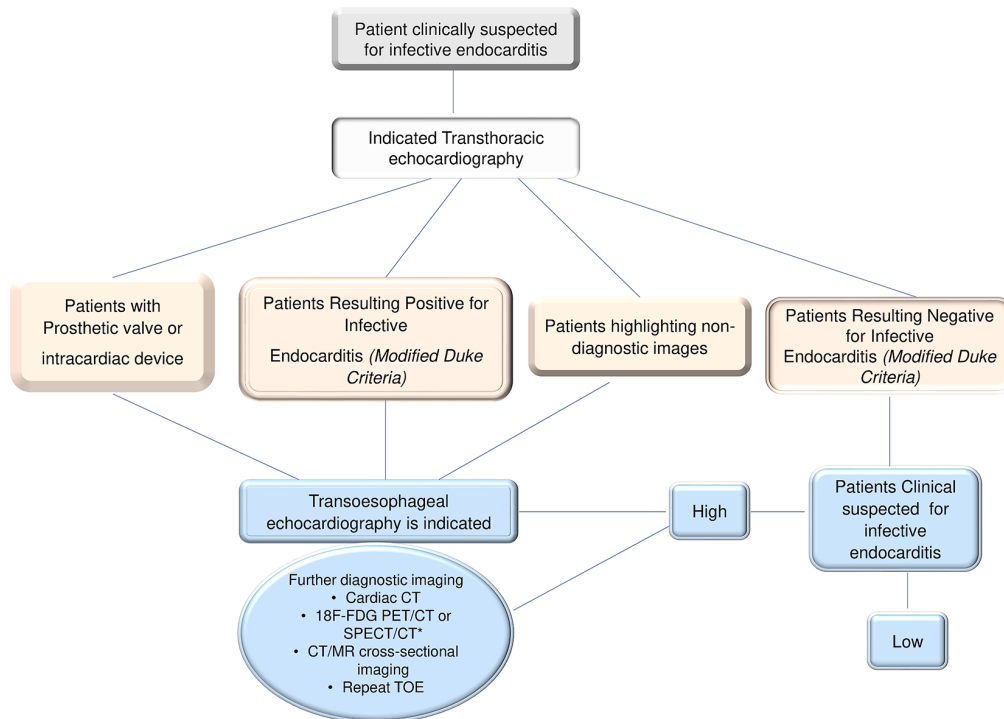 Patient clinically suspected
for infective endocarditis
Indicated Transthoracic
echocardiography
Patients with
Prosthetic valve or
intracardiac device
Patients Resulting Positive for
Infective
Endocarditis (Modified Duke
Criteria)
Patients highlighting non-
diagnostic images
Patients Resulting Negative
for Infective
Endocarditis (Modified Duke
Criteria)
Transoesophageal
echocardiography is indicated
High
Patients Clinical
suspected for
infective
endocarditis
Further diagnostic imaging
• Cardiac CT
• 18F-FDG PET/CT or
SPECT/CT*
• CT/MR cross-sectional
imaging
• Repeat TOE
Low